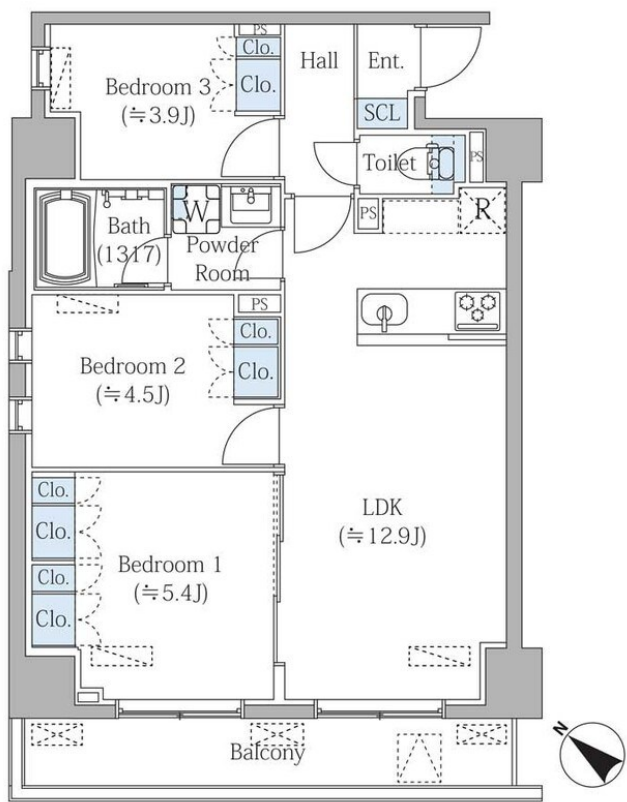 PS
Clo.
Clo.
Bedroom 3
(≒3.9J)
Hall
Ent.
SCL
Toilet
PS
PS
R
W
Bath
(1317)
Powder
Room
PS
Clo.
Clo.
Bedroom 2
(≒4.5J)
LDK
(≒12.9J)
Clo.
Clo.
Clo.
Clo.
Bedroom 1
(≒5.4J)
Balcony
N